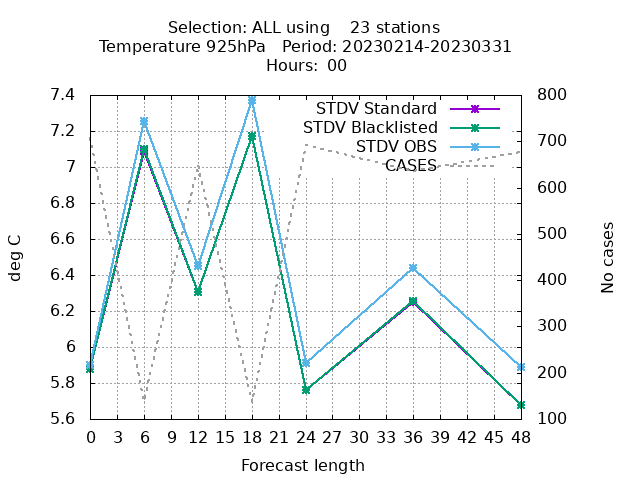 Selection: ALL using    23 stations
Temperature 925hPa   Period: 20230214-20230331
Hours:  00
STDV Standard
STDV Blacklisted
STDV OBS
CASES
7.4
7.2
7
6.8
6.6
6.4
6.2
6
5.8
5.6
800
700
600
500
400
300
200
100
deg C
No cases
0 3 6 9 12 15 18 21 24 27 30 33 36 39 42 45 48
Forecast length